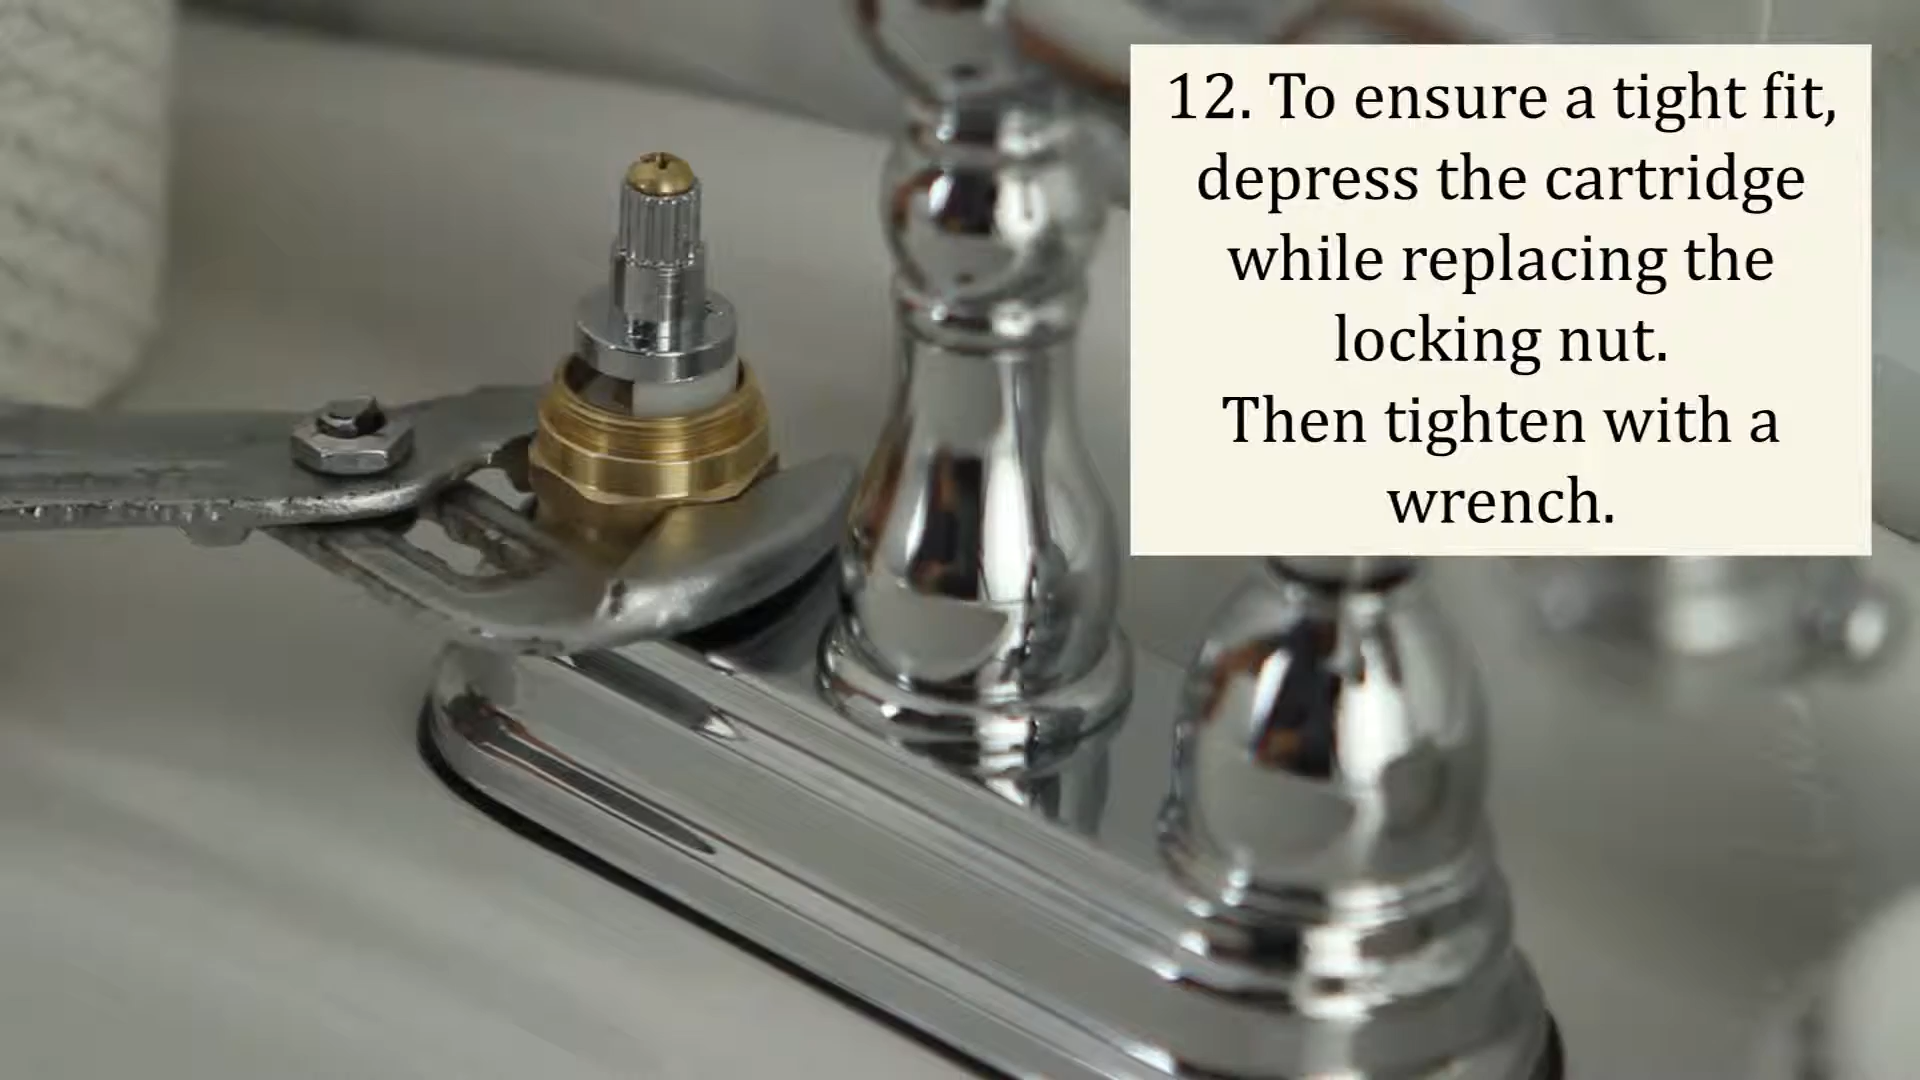 12. To ensure a tight fit,
depress the cartridge
while replacing the
locking nut.
Then tighten with a
wrench.